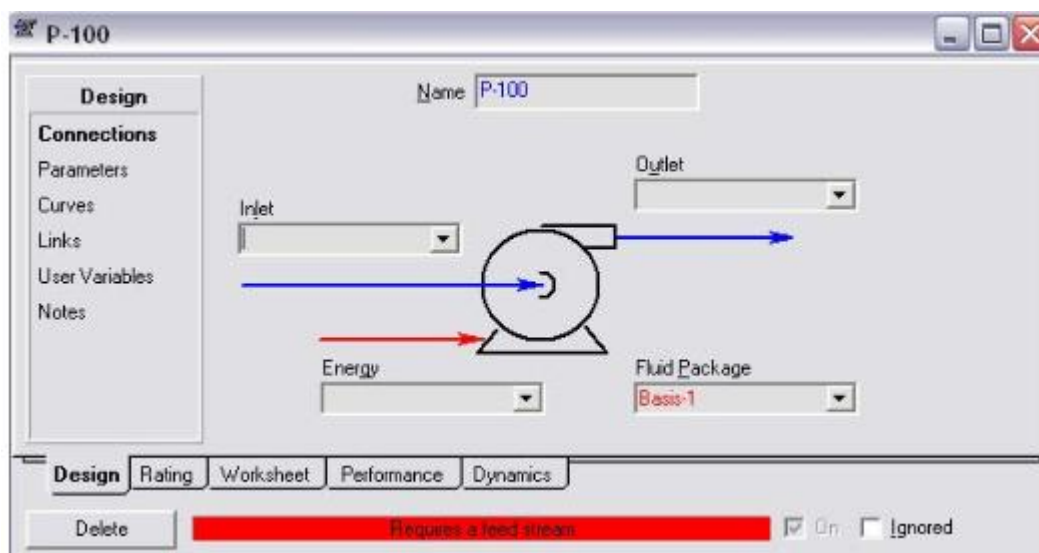 P-100
Design
Connections
Parameters
Curves
Links
User Variables
Notes
Name P-100
Outlet
Inlet
Energy
Fluid Package
Basis-1
Design Rating Worksheet Performance Dynamics
Delete Requires a feed stream On Ignored